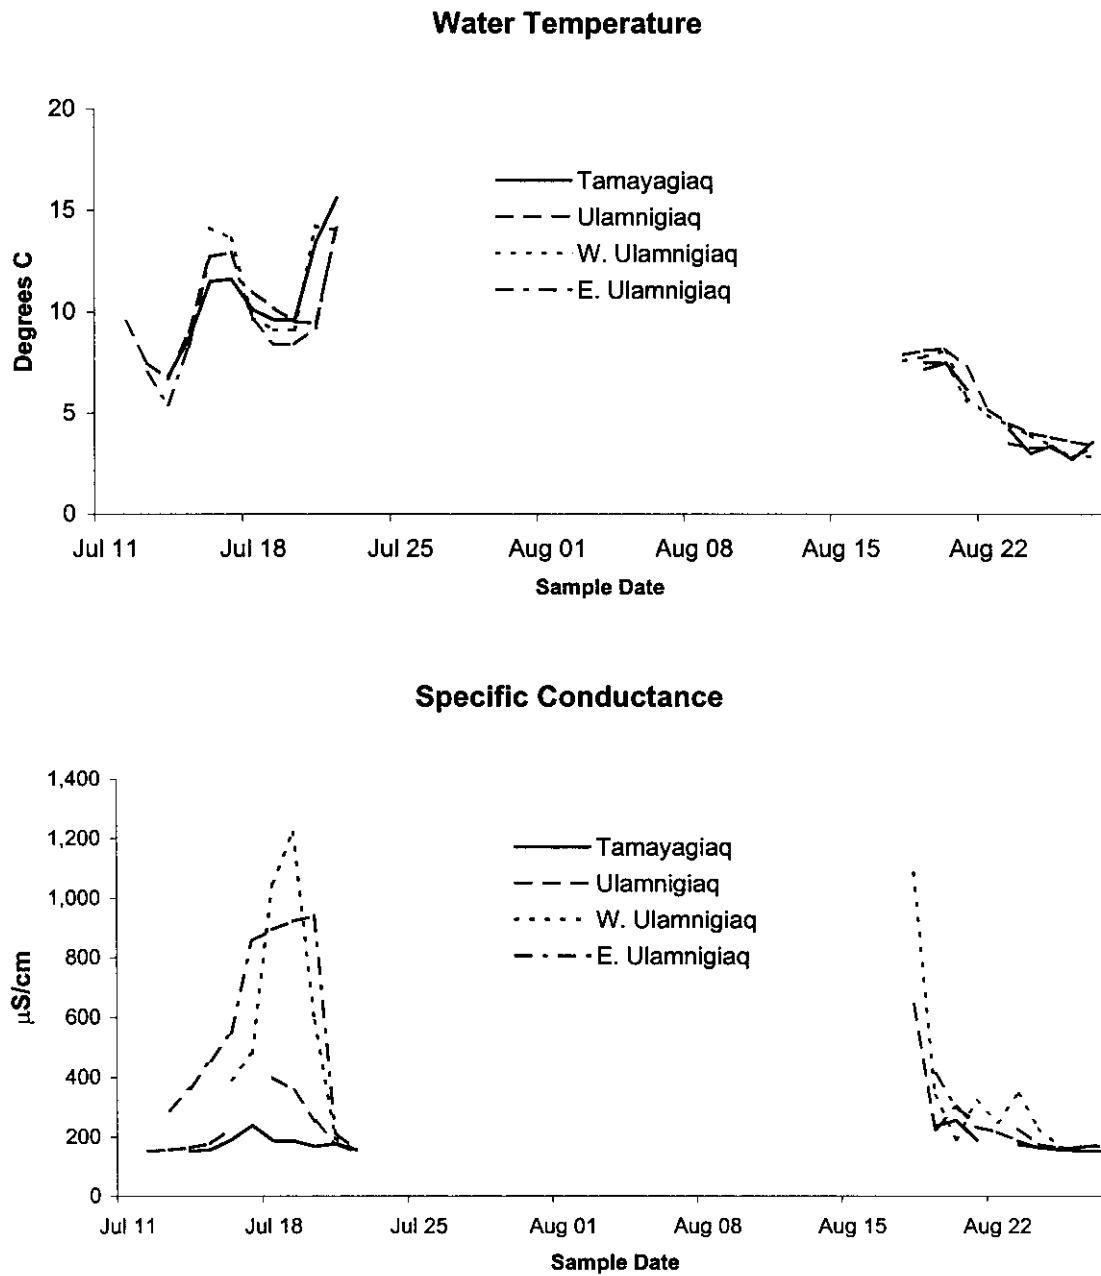 Water Temperature
20
15
10
5
0
Degrees C
Tamayagiaq
Ulamnigiaq
W. Ulamnigiaq
E. Ulamnigiaq
Jul 11 Jul 18 Jul 25 Aug 01 Aug 08 Aug 15 Aug 22
Sample Date
Specific Conductance
1,400
1,200
1,000
800
600
400
200
0
µS/cm
Tamayagiaq
Ulamnigiaq
W. Ulamnigiaq
E. Ulamnigiaq
Jul 11 Jul 18 Jul 25 Aug 01 Aug 08 Aug 15 Aug 22
Sample Date